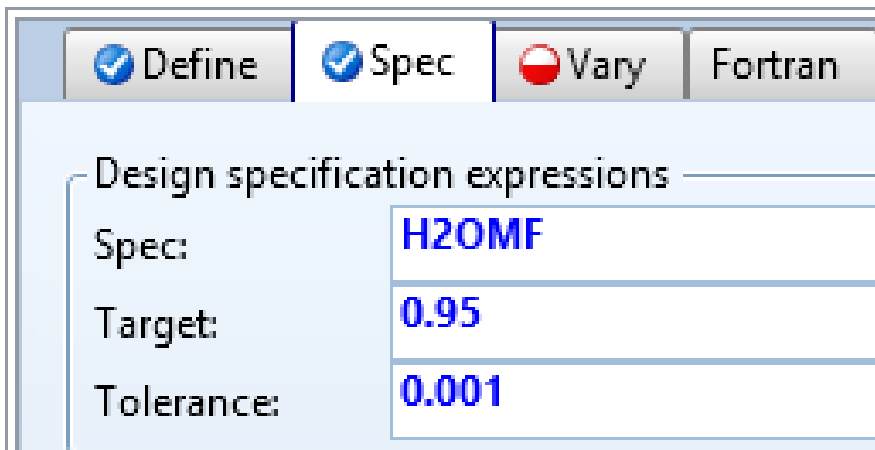 Define Spec Vary Fortran
Design specification expressions
Spec: H2OMF
Target: 0.95
Tolerance: 0.001